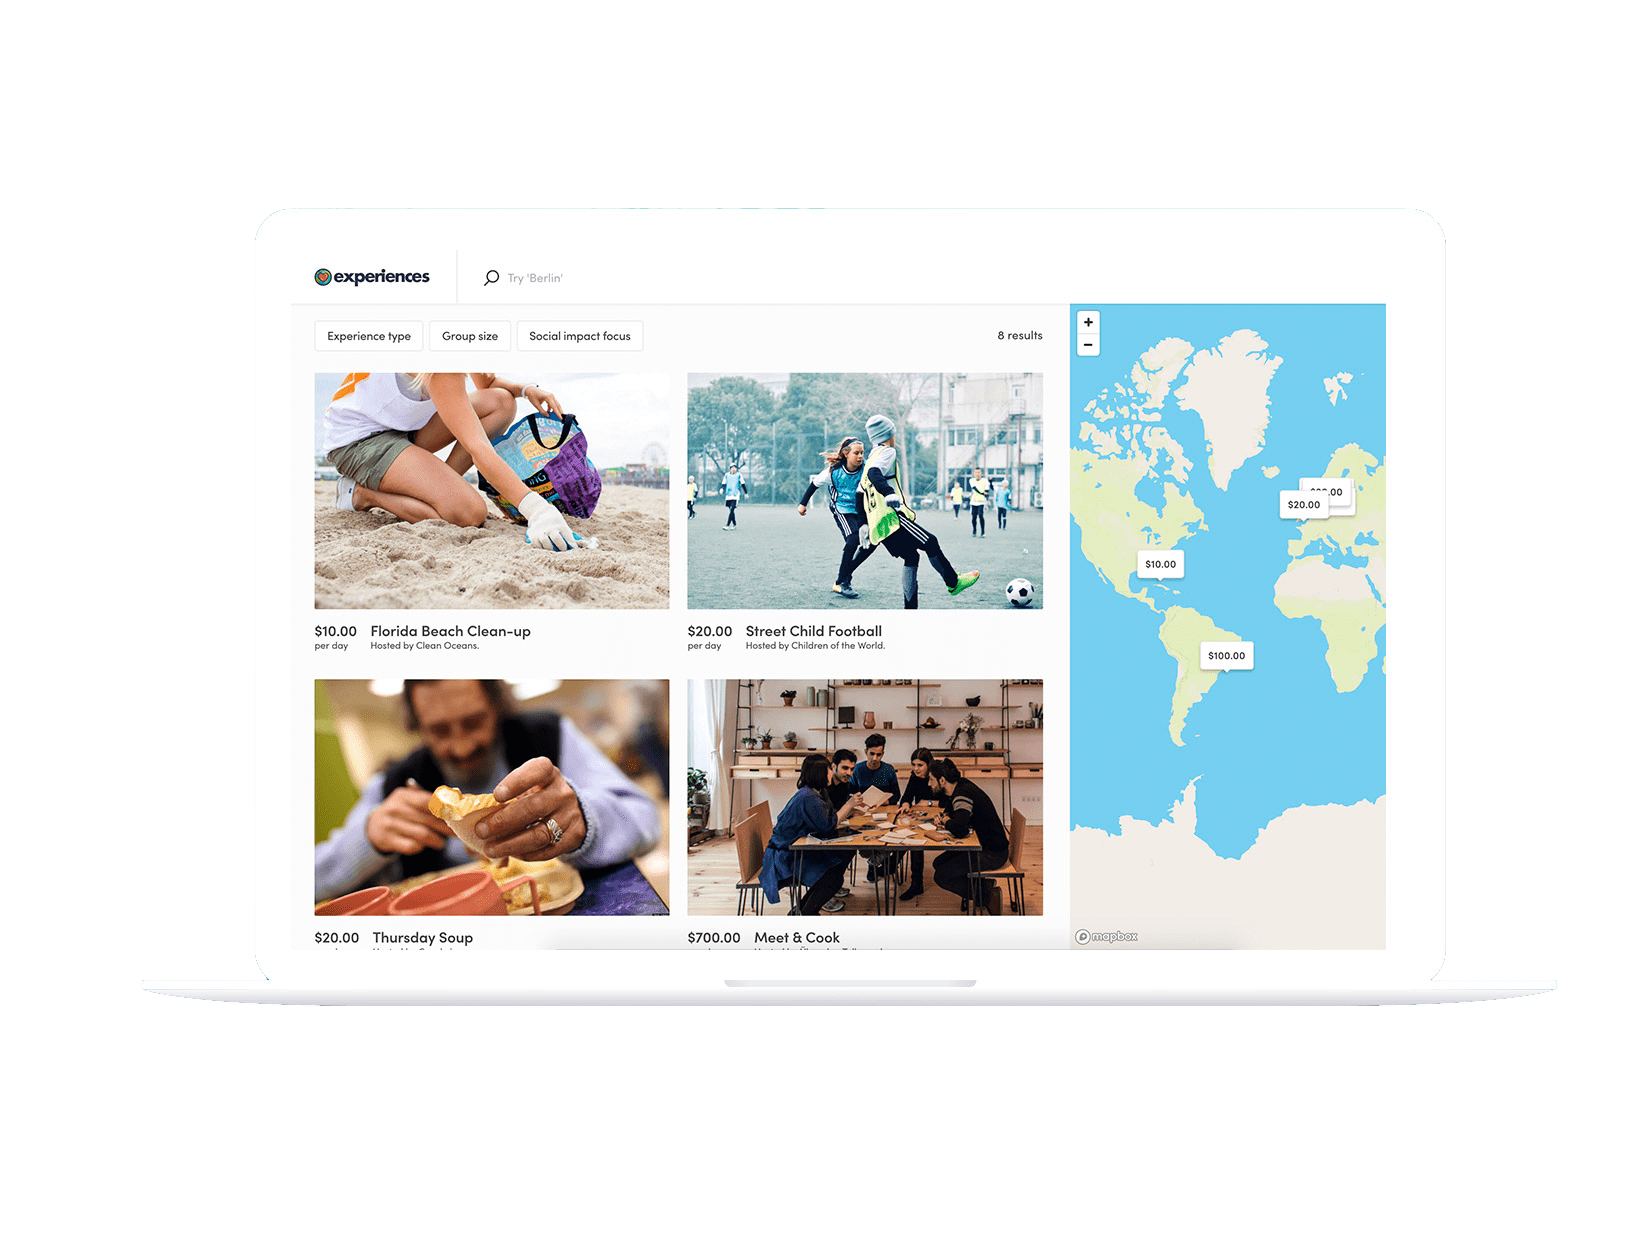 experiences
Try 'Berlin'
Experience type
Group size
Social impact focus
8 results
$10.00 Florida Beach Clean-up
per day Hosted by Clean Oceans.
$20.00 Street Child Football
per day Hosted by Children of the World.
$20.00 Thursday Soup
$700.00 Meet & Cook
+
−
.00
$20.00
$10.00
$100.00
mapbox